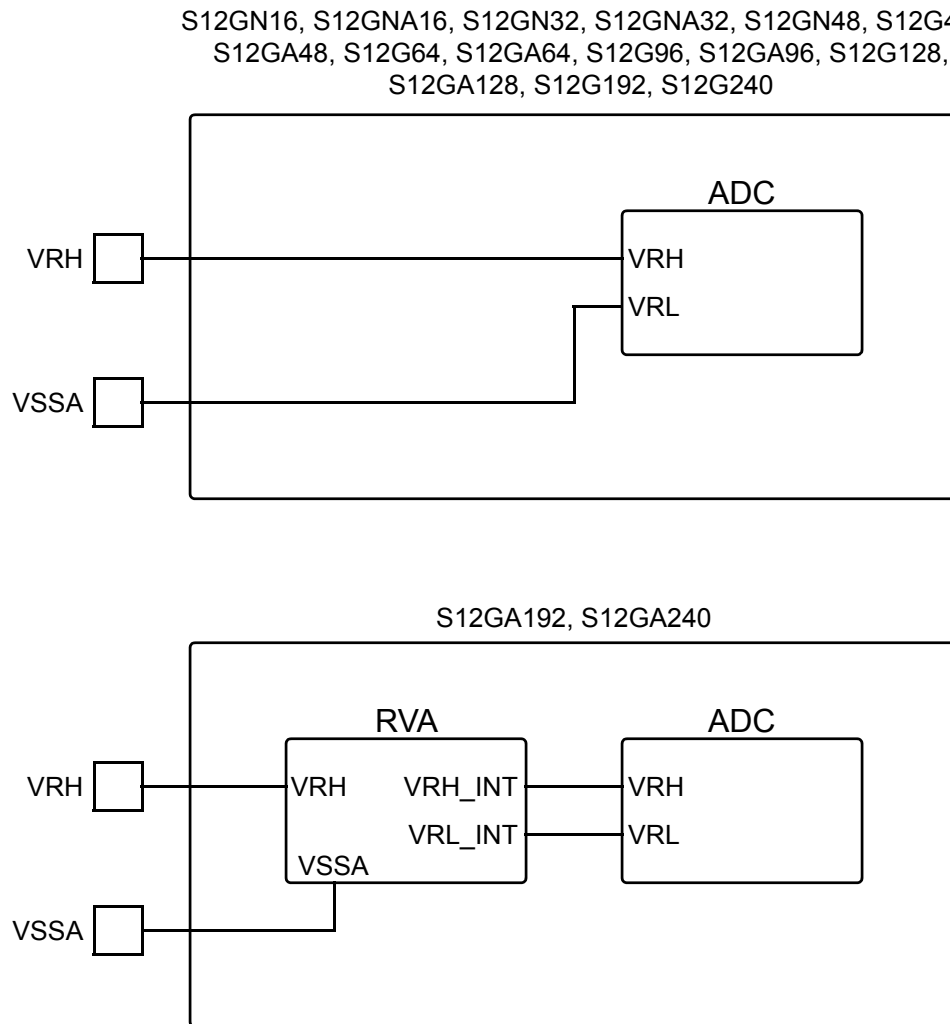 S12GN16, S12GNA16, S12GN32, S12GNA32, S12GN48,
S12GA48, S12G64, S12GA64, S12G96, S12GA96, S12G128,
S12GA128, S12G192, S12G240
ADC
VRH VRH
VRL
VSSA
S12GA192, S12GA240
RVA ADC
VRH VRH VRH_INT VRH
VRL_INT VRL
VSSA
VSSA